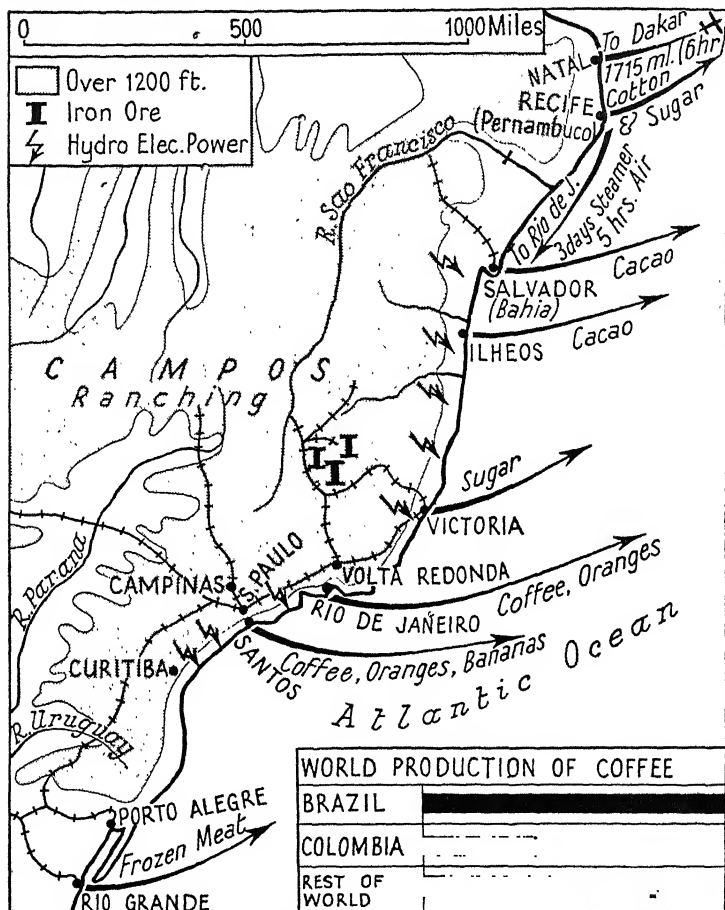 0 500 1000 Miles
Over 1200 ft.
Iron Ore
Hydro Elec. Power
NATAL
To Dakar
1715 ml. (6hr)
RECIFE
(Pernambuco)
Cotton
& Sugar
R. Sao Francisco
To Rio de J.
3days Steamer
5 hrs. Air
SALVADOR
(Bahia)
Cacao
ILHEOS
Cacao
CAMPOS
Ranching
Sugar
VICTORIA
R. Parana
CAMPINAS
S. PAULO
VOLTA REDONDA
RIO DE JAÑEIRO
Coffee, Oranges
SANTOS
Coffee, Oranges, Bananas
CURITIBA
Atlantic Ocean
R. Uruguay
PORTO ALEGRE
Frozen Meat
RIO GRANDE
WORLD PRODUCTION OF COFFEE
BRAZIL
COLOMBIA
REST OF
WORLD